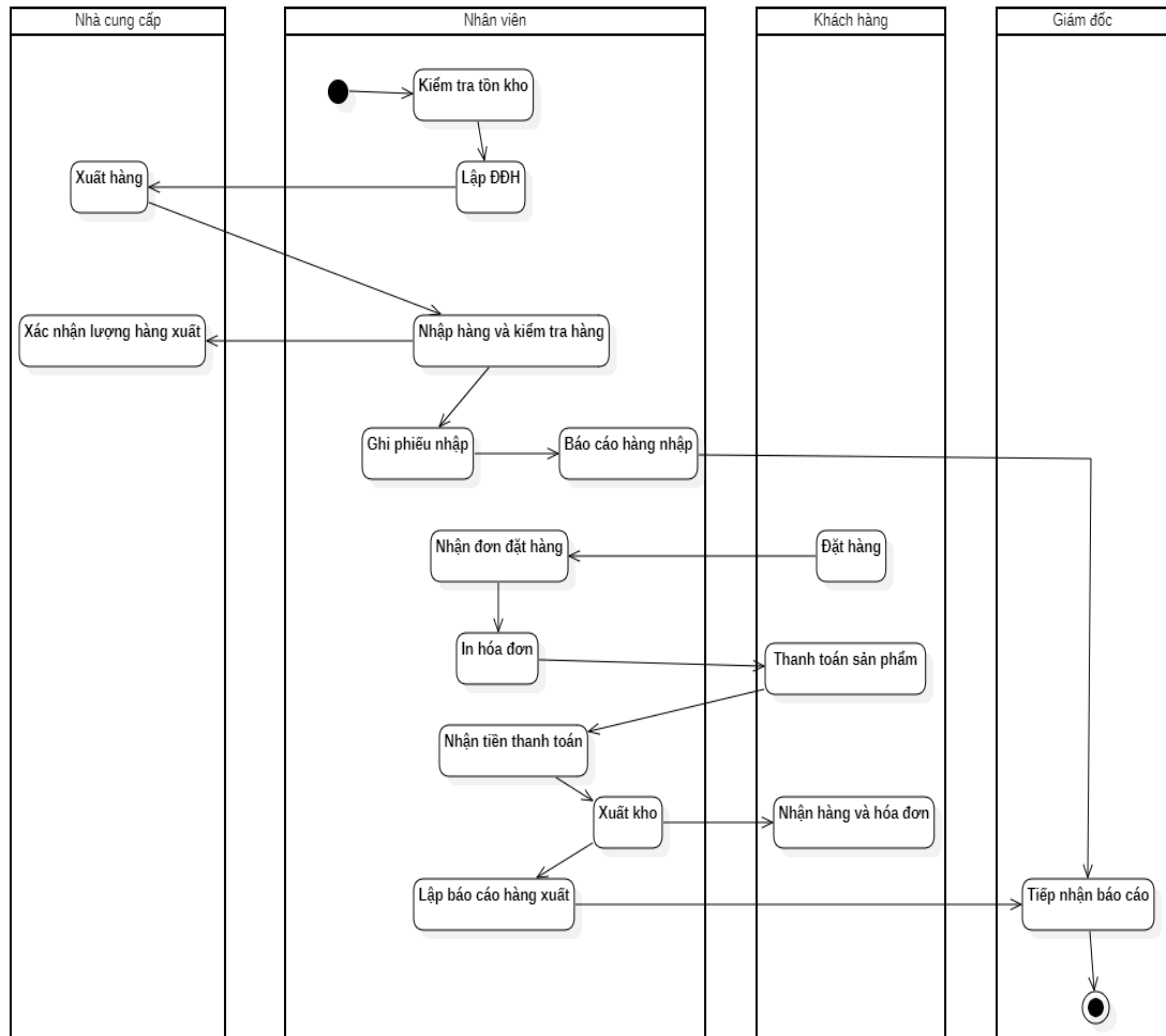 Nhà cung cấp
Nhân viên
Khách hàng
Giám đốc
Kiểm tra tồn kho
Xuất hàng
Lập ĐĐH
Xác nhận lượng hàng xuất
Nhập hàng và kiểm tra hàng
Ghi phiếu nhập
Báo cáo hàng nhập
Nhận đơn đặt hàng
Đặt hàng
In hóa đơn
Thanh toán sản phẩm
Nhận tiền thanh toán
Xuất kho
Nhận hàng và hóa đơn
Lập báo cáo hàng xuất
Tiếp nhận báo cáo